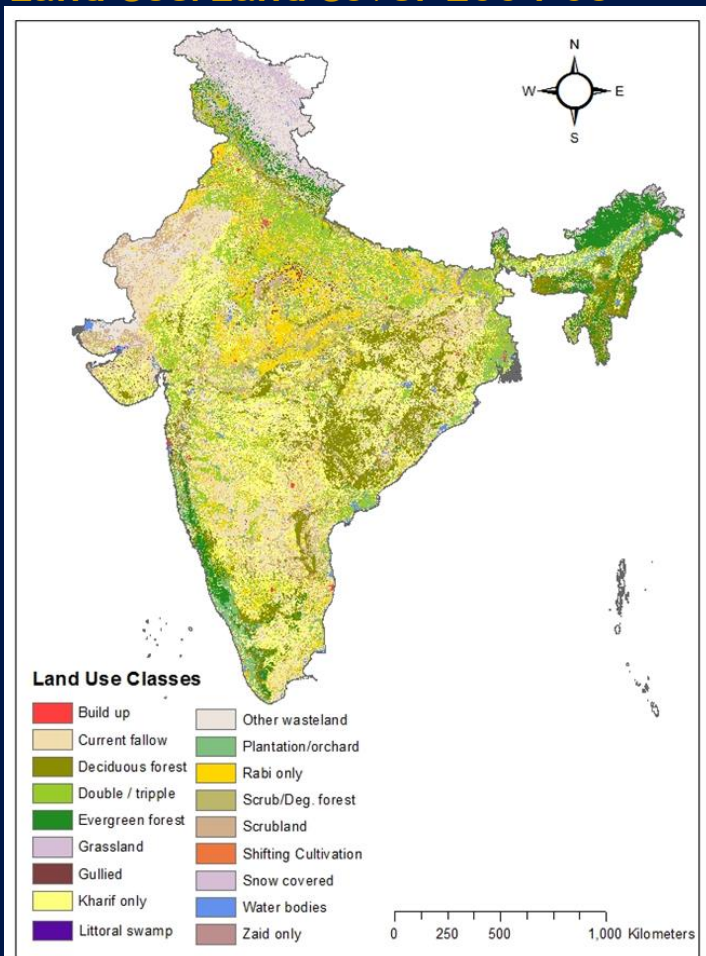 N
W E
S
Land Use Classes
Build up
Current fallow
Deciduous forest
Double / tripple
Evergreen forest
Grassland
Gullied
Kharif only
Littoral swamp
Other wasteland
Plantation/orchard
Rabi only
Scrub/Deg. forest
Scrubland
Shifting Cultivation
Snow covered
Water bodies
Zaid only
0 250 500 1,000 Kilometers